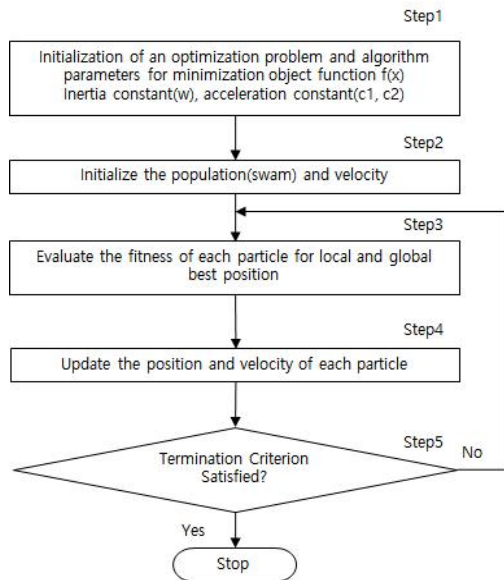 Step1
Initialization of an optimization problem and algorithm
parameters for minimization object function f(x)
Inertia constant(w), acceleration constant(c1, c2)
Step2
Initialize the population(swam) and velocity
Step3
Evaluate the fitness of each particle for local and global
best position
Step4
Update the position and velocity of each particle
Step5
Termination Criterion
Satisfied?
No
Yes
Stop